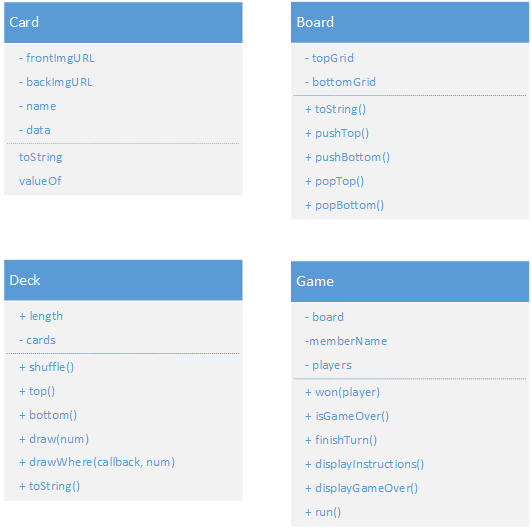 Card
- frontImgURL
- backImgURL
- name
- data
toString
valueOf
Board
- topGrid
- bottomGrid
+ toString()
+ pushTop()
+ pushBottom()
+ popTop()
+ popBottom()
Deck
+ length
- cards
+ shuffle()
+ top()
+ bottom()
+ draw(num)
+ drawWhere(callback, num)
+ toString()
Game
- board
-memberName
- players
+ won(player)
+ isGameOver()
+ finishTurn()
+ displayInstructions()
+ displayGameOver()
+ run()